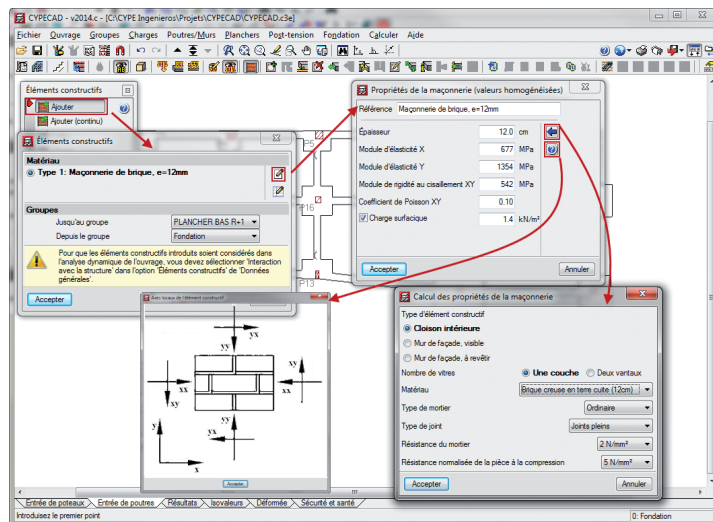 CYPECAD - v2014.c - [C:\CYPE Ingenieros\Projets\CYPECAD\CYPECAD.c3e]
Fichier Ouvrage Groupes Charges Poutres/Murs Planchers Post-tension Fondation Calculer Aide
Éléments constructifs
Ajouter
Ajouter (continu)
Éléments constructifs
Matériau
Type 1: Maçonnerie de brique, e=12mm
Groupes
Jusqu'au groupe PLANCHER BAS R+1
Depuis le groupe Fondation
Pour que les éléments constructifs introduits soient considérés dans
l'analyse dynamique de l'ouvrage, vous devez sélectionner 'Interaction
avec la structure' dans l'option 'Éléments constructifs' de 'Données
générales'.
Accepter
P5
P16
P13
Propriétés de la maçonnerie (valeurs homogénéisées)
Référence Maçonnerie de brique, e=12mm
Épaisseur 12.0 cm
Module d'élasticité X 677 MPa
Module d'élasticité Y 1354 MPa
Module de rigidité au cisaillement XY 542 MPa
Coefficient de Poisson XY 0.10
Charge surfacique 1.4 kN/m²
Accepter Annuler
Axes locaux de l'élément constructif
yx
yy
xy
xx xx
xy
yy
yx
y
x
Accepter
Calcul des propriétés de la maçonnerie
Type d'élément constructif
Cloison intérieure
Mur de façade, visible
Mur de façade, à revêtir
Nombre de vitres Une couche Deux vantaux
Matériau Brique creuse en terre cuite (12cm)
Type de mortier Ordinaire
Type de joint Joints pleins
Résistance du mortier 2 N/mm²
Résistance normalisée de la pièce à la compression 5 N/mm²
Accepter Annuler
Entrée de poteaux Entrée de poutres Résultats Isovaleurs Déformée Sécurité et santé
Introduisez le premier point 0: Fondation